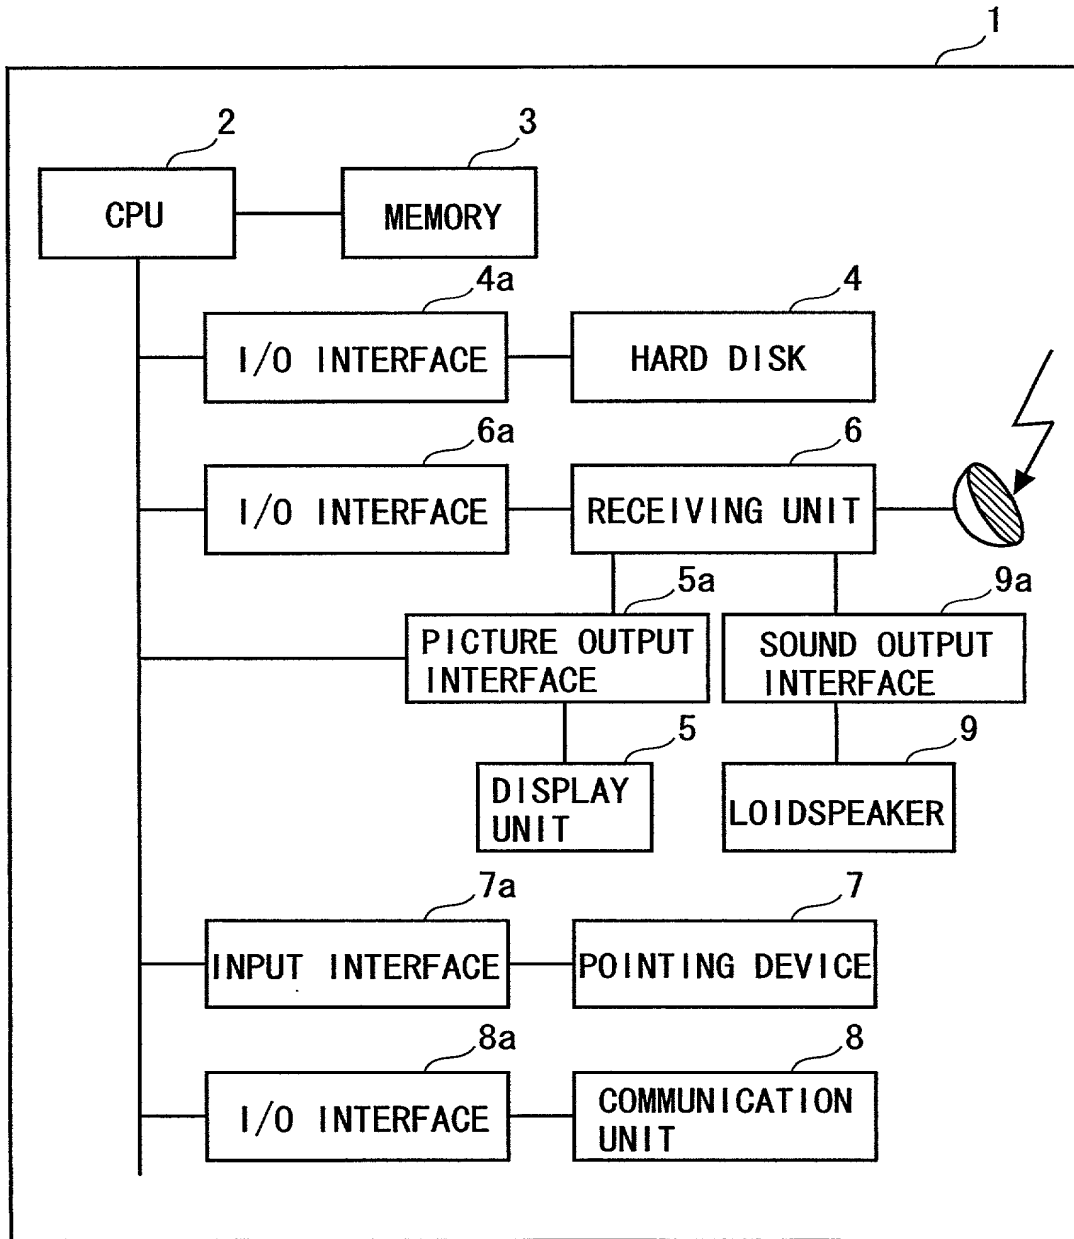 1
2
3
CPU
MEMORY
4a
4
I/O INTERFACE
HARD DISK
6a
6
I/O INTERFACE
RECEIVING UNIT
5a
9a
PICTURE OUTPUT
INTERFACE
SOUND OUTPUT
INTERFACE
5
9
DISPLAY
UNIT
LOIDSPEAKER
7a
7
INPUT INTERFACE
POINTING DEVICE
8a
8
I/O INTERFACE
COMMUNICATION
UNIT